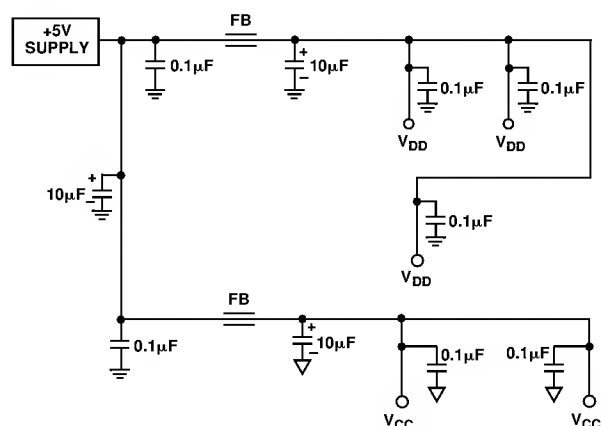 +5V
SUPPLY
FB
0.1µF
+
10µF
–
0.1µF
0.1µF
VDD
VDD
+
10µF
–
0.1µF
VDD
FB
0.1µF
+
10µF
–
0.1µF
0.1µF
VCC
VCC